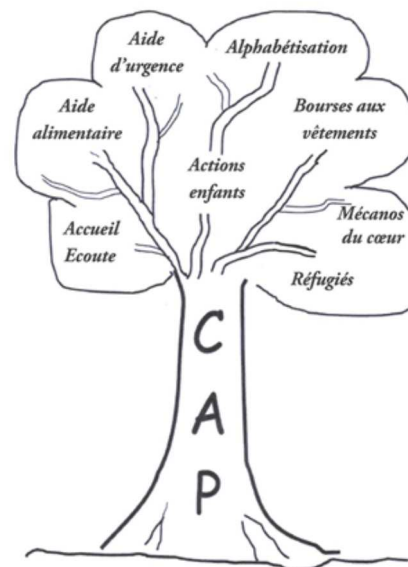 Aide
d'urgence
Alphabétisation
Aide
alimentaire
Bourses aux
vêtements
Actions
enfants
Accueil
Ecoute
Mécanos
du cœur
Réfugiés
C
A
P